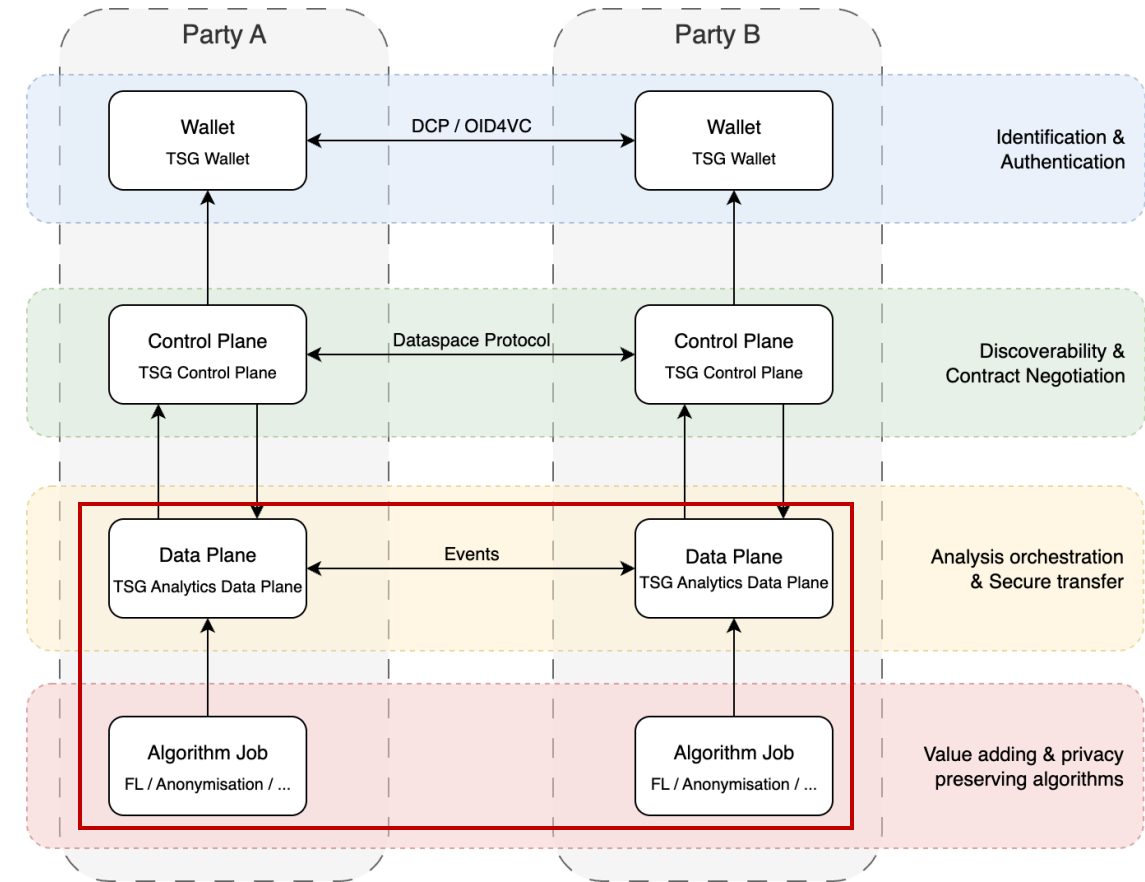 Party A
Party B
Wallet
TSG Wallet
DCP / OID4VC
Wallet
TSG Wallet
Identification &
Authentication
Control Plane
TSG Control Plane
Dataspace Protocol
Control Plane
TSG Control Plane
Discoverability &
Contract Negotiation
Data Plane
TSG Analytics Data Plane
Events
Data Plane
TSG Analytics Data Plane
Analysis orchestration
& Secure transfer
Algorithm Job
FL / Anonymisation / ...
Algorithm Job
FL / Anonymisation / ...
Value adding & privacy
preserving algorithms